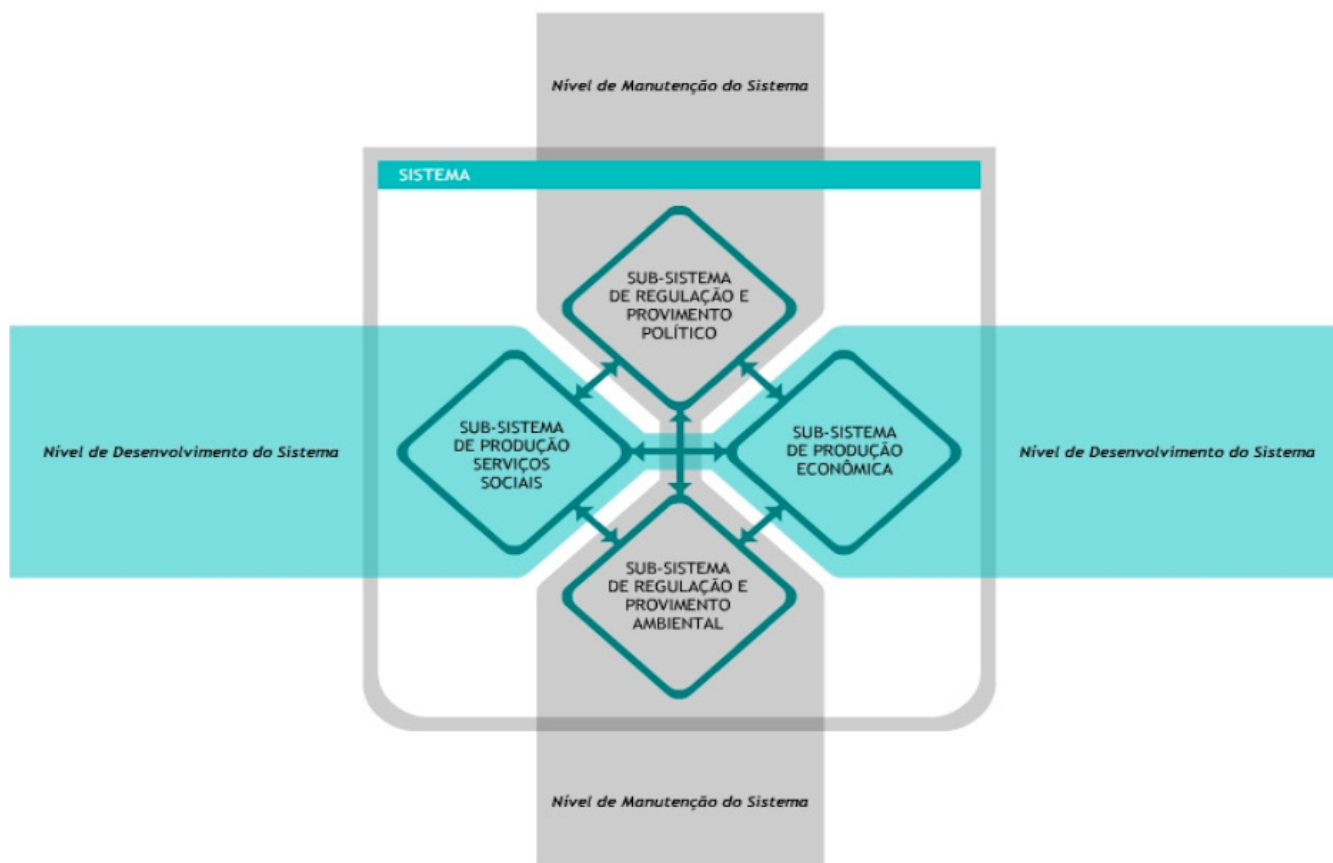 Nível de Manutenção do Sistema
SISTEMA
SUB-SISTEMA
DE REGULAÇÃO E
PROVIMENTO
POLÍTICO
Nível de Desenvolvimento do Sistema
SUB-SISTEMA
DE PRODUÇÃO
SERVIÇOS
SOCIAIS
SUB-SISTEMA
DE PRODUÇÃO
ECONÔMICA
Nível de Desenvolvimento do Sistema
SUB-SISTEMA
DE REGULAÇÃO E
PROVIMENTO
AMBIENTAL
Nível de Manutenção do Sistema